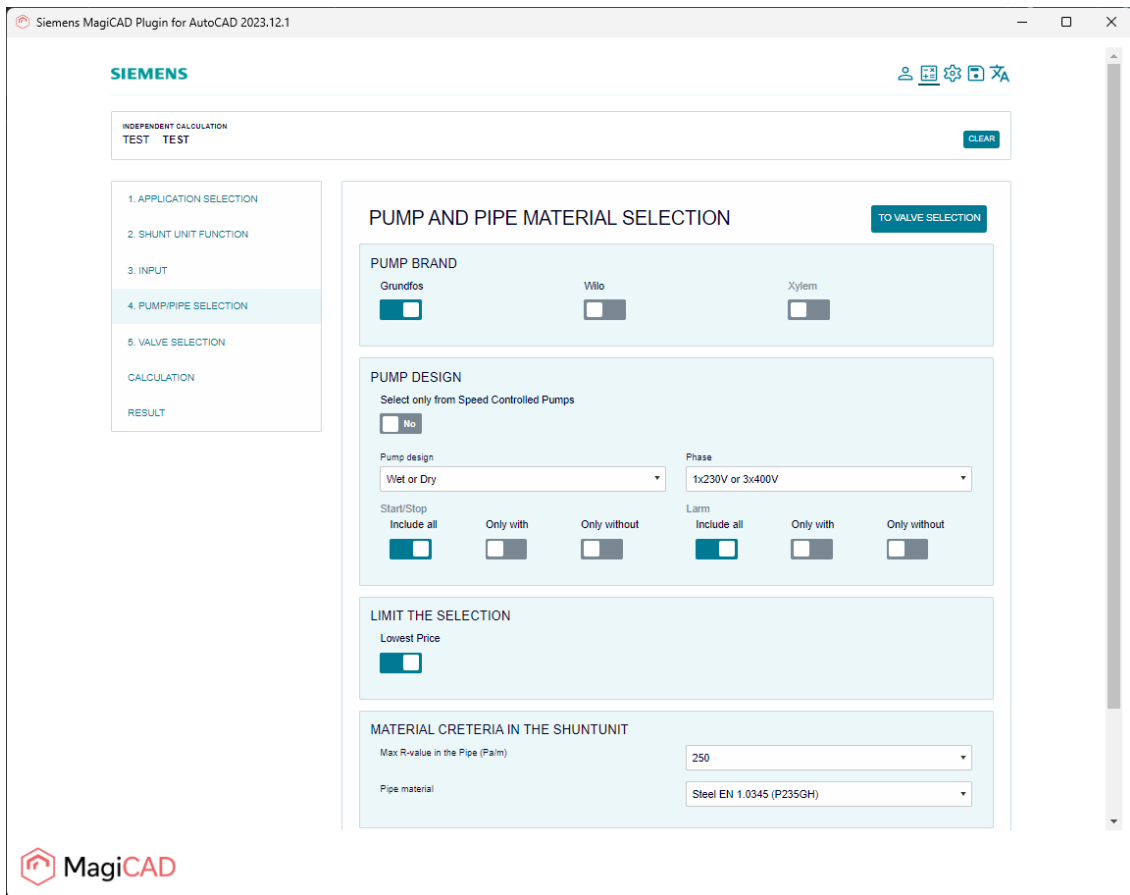 Siemens MagiCAD Plugin for AutoCAD 2023.12.1
SIEMENS
INDEPENDENT CALCULATION
TEST TEST
CLEAR
1. APPLICATION SELECTION
2. SHUNT UNIT FUNCTION
3. INPUT
4. PUMP/PIPE SELECTION
5. VALVE SELECTION
CALCULATION
RESULT
PUMP AND PIPE MATERIAL SELECTION
TO VALVE SELECTION
PUMP BRAND
Grundfos Wilo Xylem
PUMP DESIGN
Select only from Speed Controlled Pumps
No
Pump design Phase
Wet or Dry 1x230V or 3x400V
Start/Stop Larm
Include all Only with Only without Include all Only with Only without
LIMIT THE SELECTION
Lowest Price
MATERIAL CRETERIA IN THE SHUNTUNIT
Max R-value in the Pipe (Pa/m) 250
Pipe material Steel EN 1.0345 (P235GH)
MagiCAD